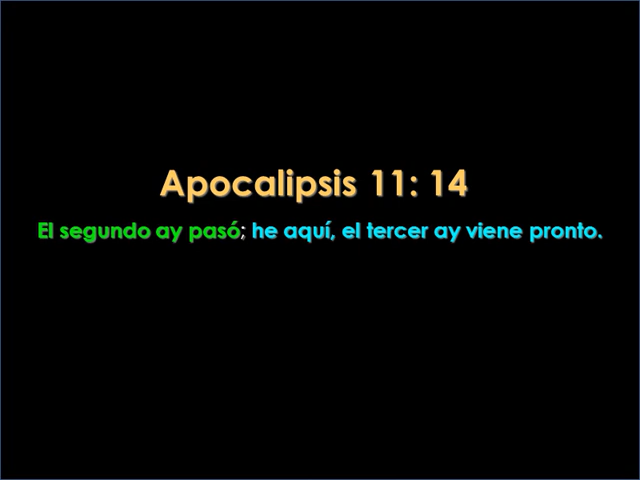 Apocalipsis 11: 14
El segundo ay pasó; he aquí, el tercer ay viene pronto.